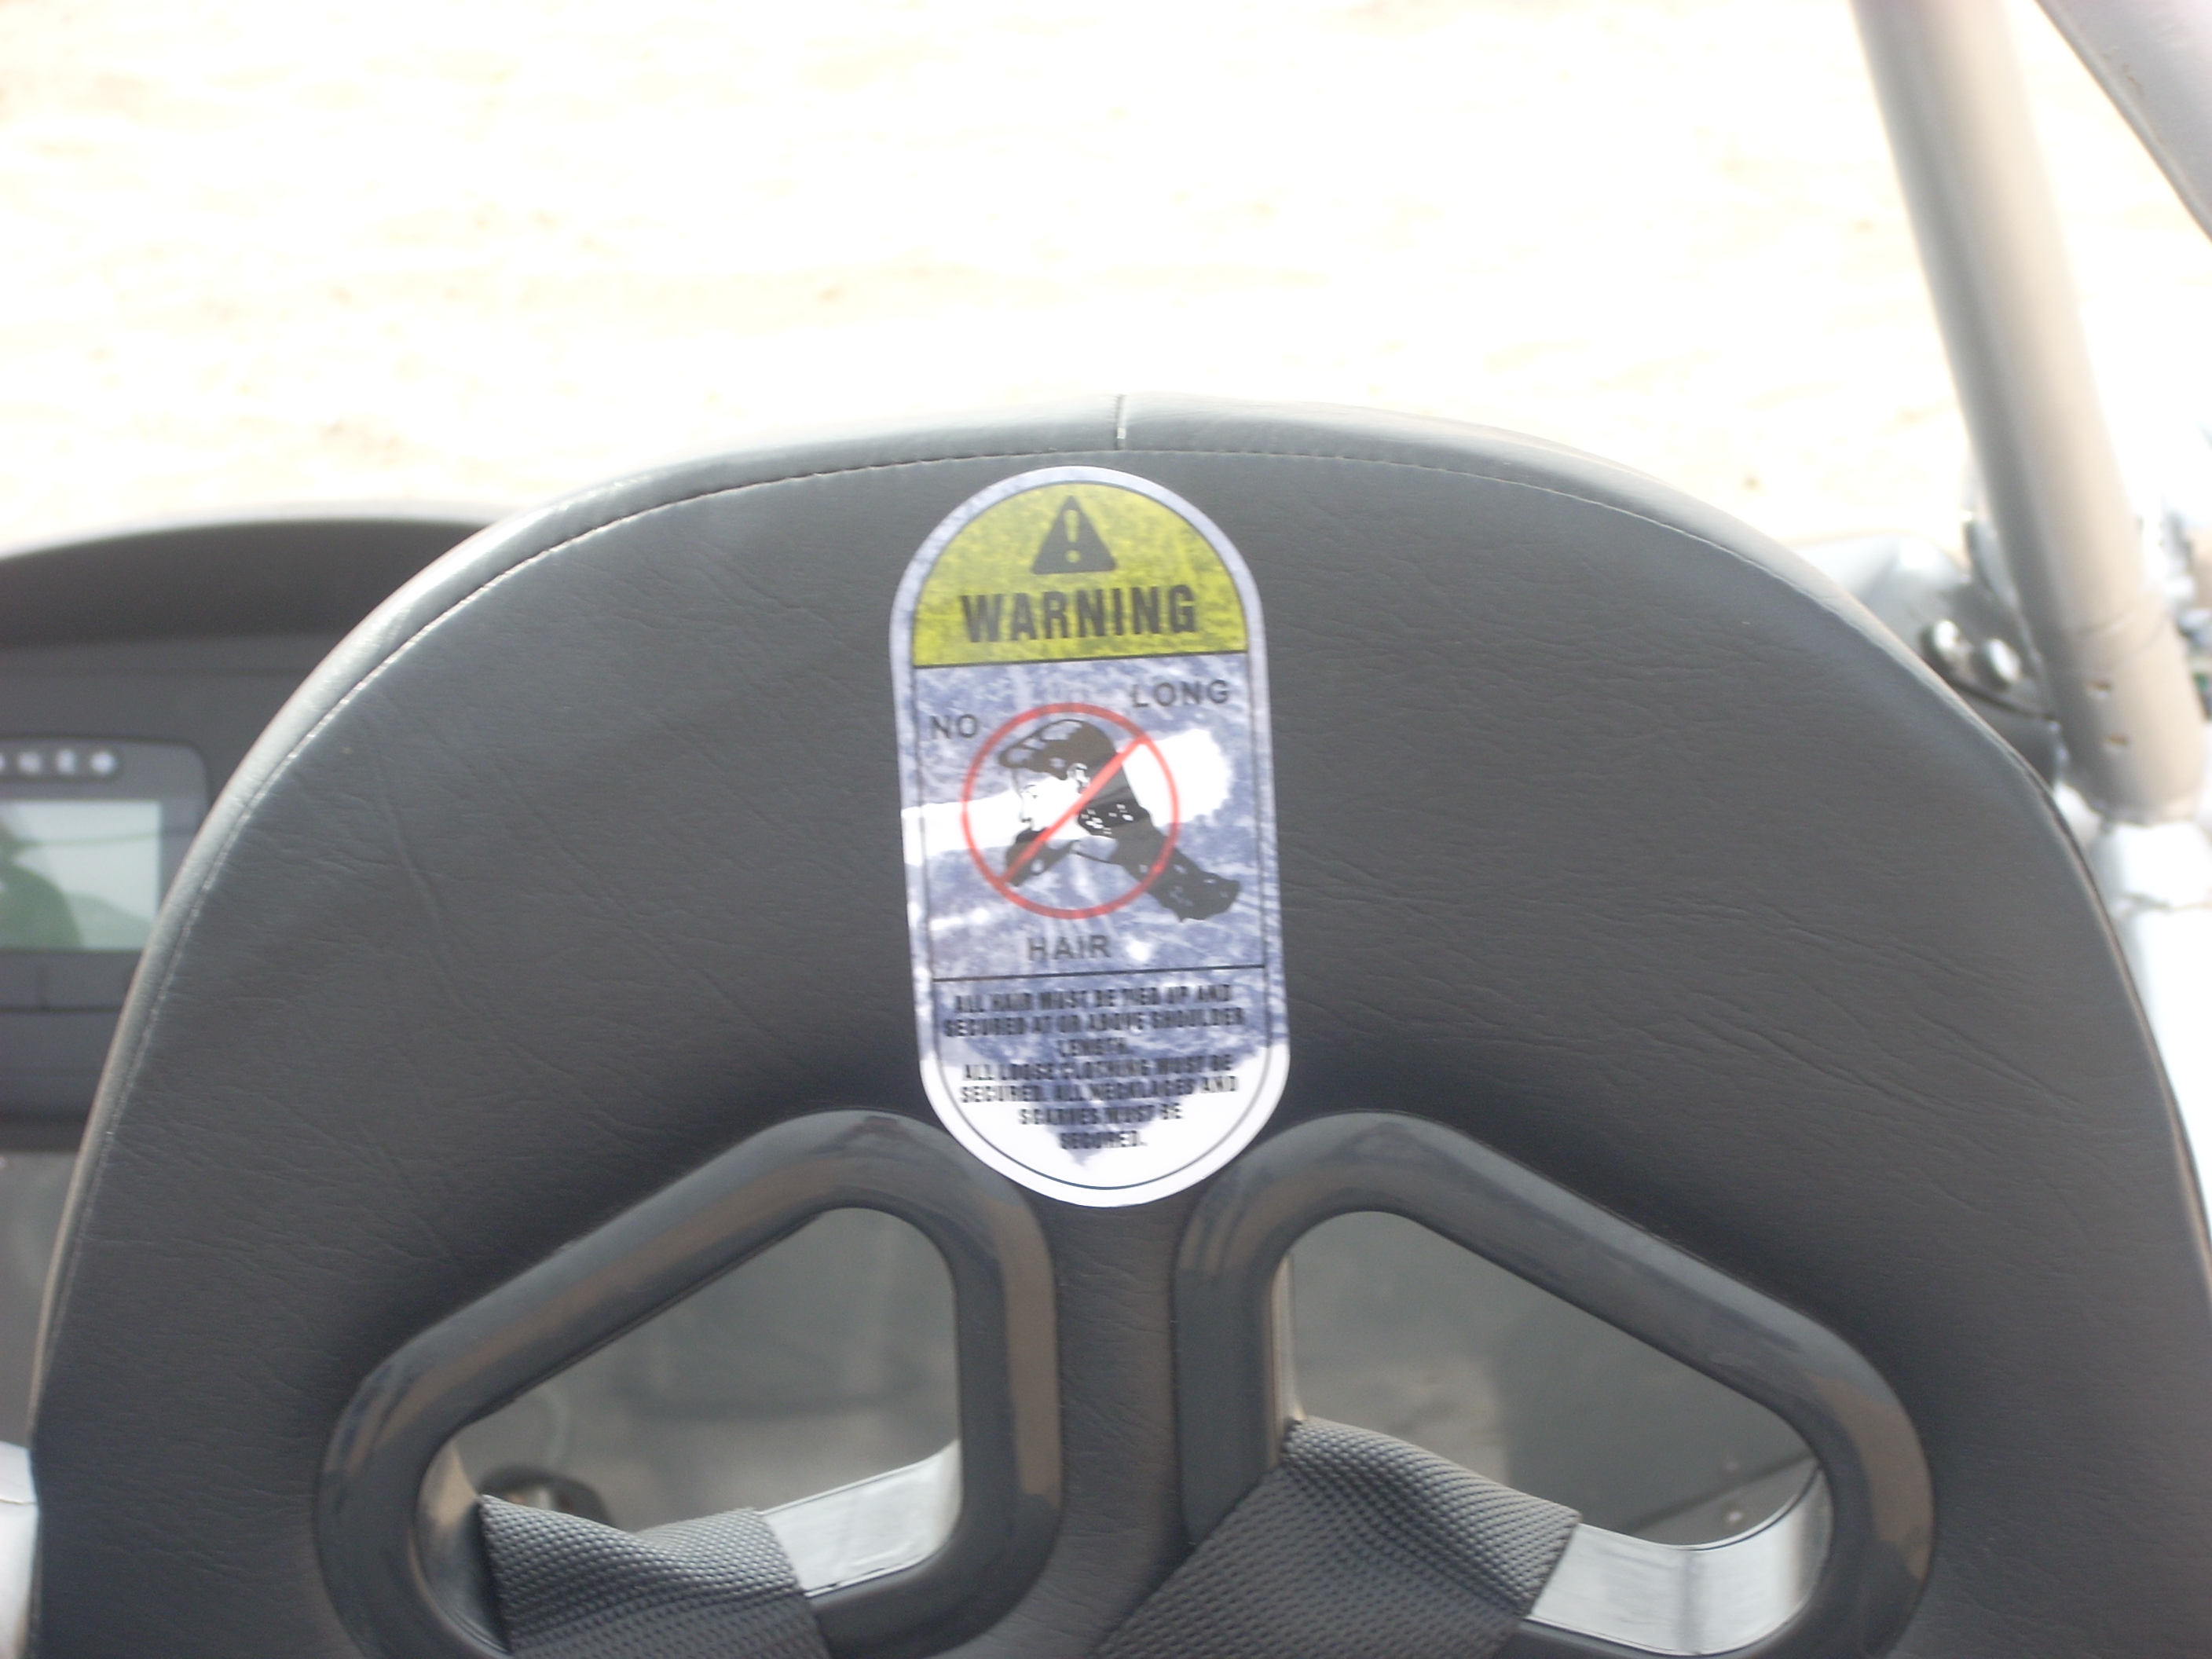 WARNING
NO LONG
HAIR
ALL HAIR MUST BE TIED UP AND
SECURED AT OR ABOVE SHOULDER
LENGTH.
ALL LOOSE CLOTHING MUST BE
SECURED. ALL NECKLACES AND
SCARVES MUST BE
SECURED.